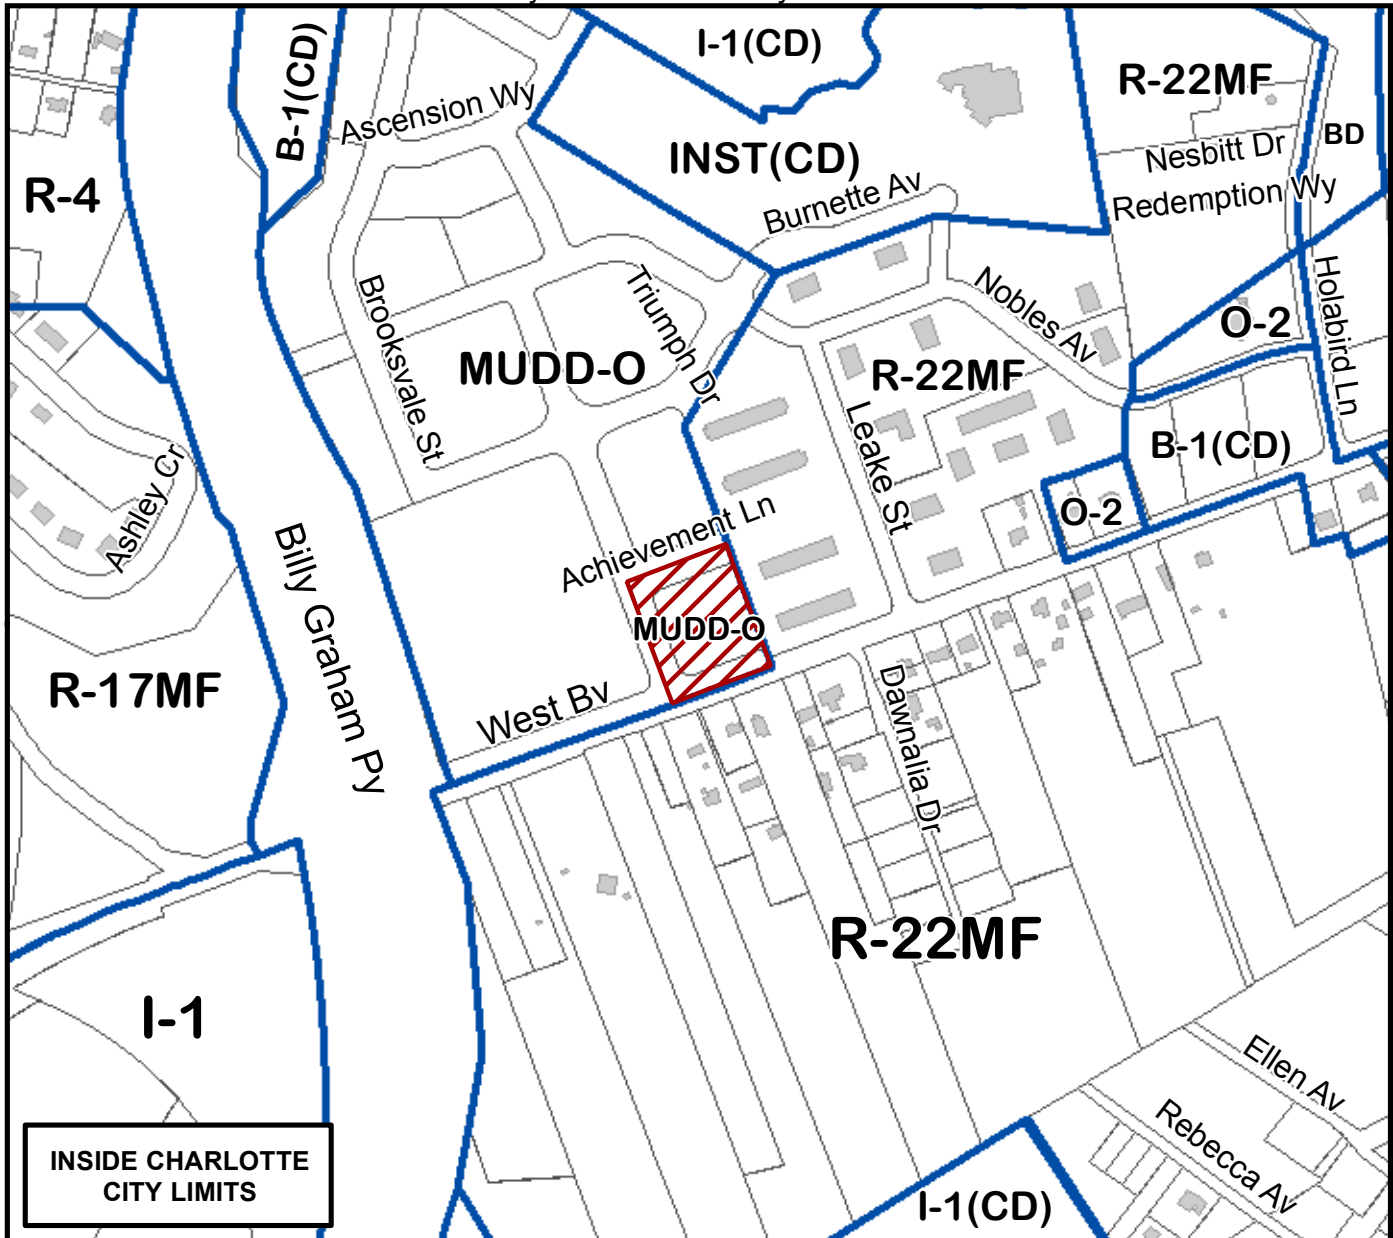 I-1(CD)
B-1(CD)
R-22MF
Ascension Wy
BD
INST(CD)
Nesbitt Dr
R-4
Burnette Av
Redemption Wy
Brooksvale St
Triumph Dr
Nobles Av
Holabird Ln
O-2
MUDD-O
R-22MF
Leake St
B-1(CD)
Ashley Cr
O-2
Achievement Ln
Billy Graham Py
MUDD-O
R-17MF
West Bv
Dawnalia Dr
R-22MF
I-1
Ellen Av
Rebecca Av
INSIDE CHARLOTTE
CITY LIMITS
I-1(CD)